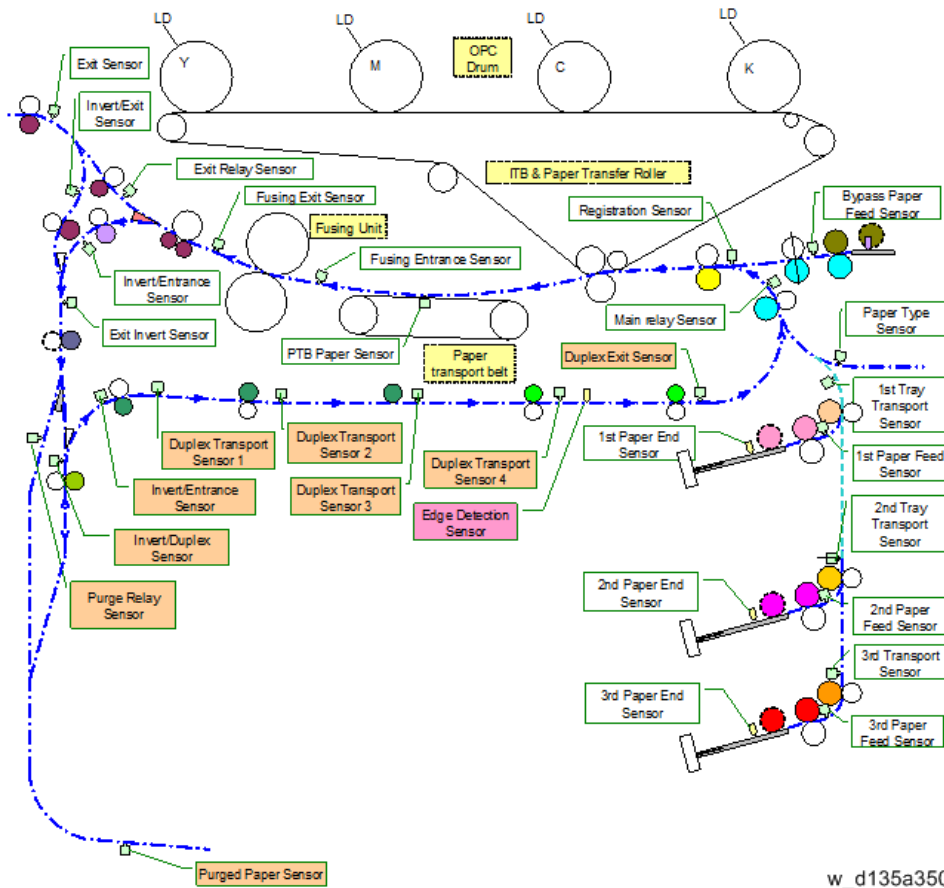 LD
LD
LD
LD
Y
M
OPC
Drum
C
K
Exit Sensor
Invert/Exit
Sensor
Exit Relay Sensor
Fusing Exit Sensor
Fusing Unit
ITB & Paper Transfer Roller
Registration Sensor
Bypass Paper
Feed Sensor
Fusing Entrance Sensor
Invert/Entrance
Sensor
Exit Invert Sensor
PTB Paper Sensor
Paper
transport belt
Main relay Sensor
Paper Type
Sensor
Duplex Exit Sensor
1st Tray
Transport
Sensor
1st Paper End
Sensor
1st Paper Feed
Sensor
Duplex Transport
Sensor 1
Duplex Transport
Sensor 2
Duplex Transport
Sensor 3
Duplex Transport
Sensor 4
Edge Detection
Sensor
Invert/Entrance
Sensor
Invert/Duplex
Sensor
Purge Relay
Sensor
2nd Tray
Transport
Sensor
2nd Paper End
Sensor
2nd Paper
Feed Sensor
3rd Transport
Sensor
3rd Paper End
Sensor
3rd Paper
Feed Sensor
Purged Paper Sensor
w_d135a350